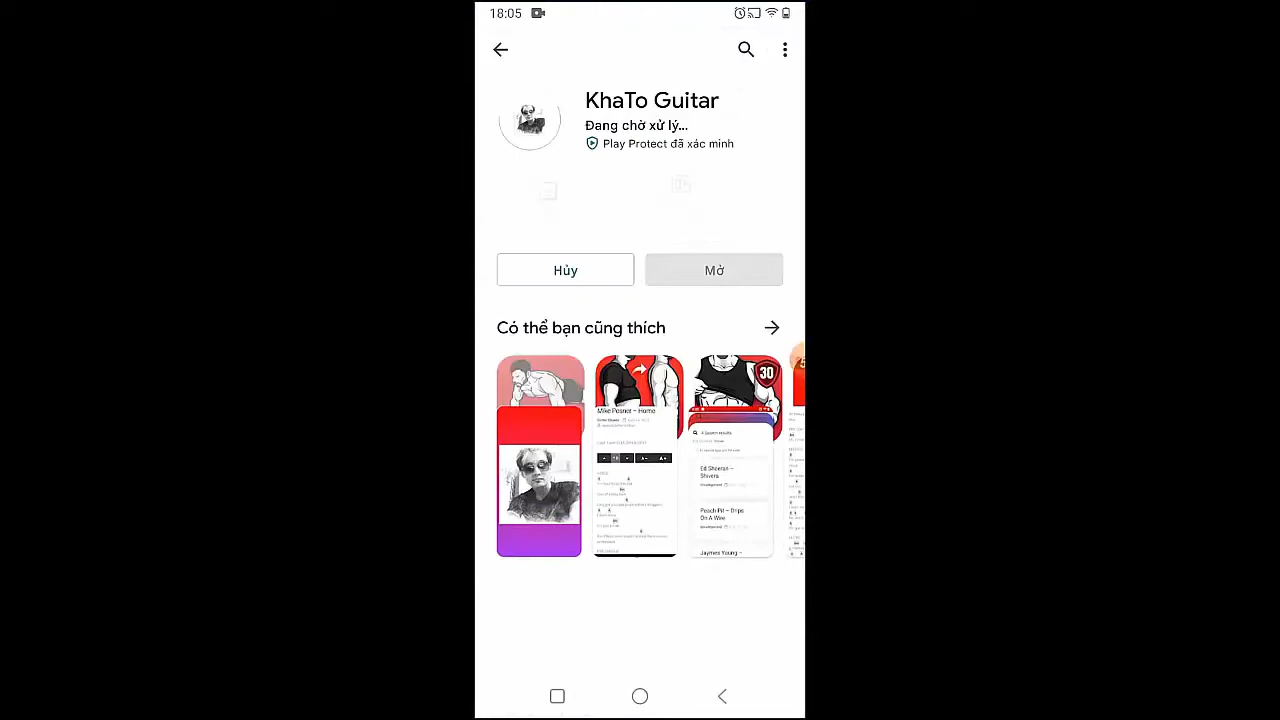 18:05
KhaTo Guitar
Đang chờ xử lý...
Play Protect đã xác minh
Hủy
Mở
Có thể bạn cũng thích
30
Mike Posner – Home
Ed Sheeran –
Shivers
Peach Pit – Drips
On A Wire
Jaymes Young –